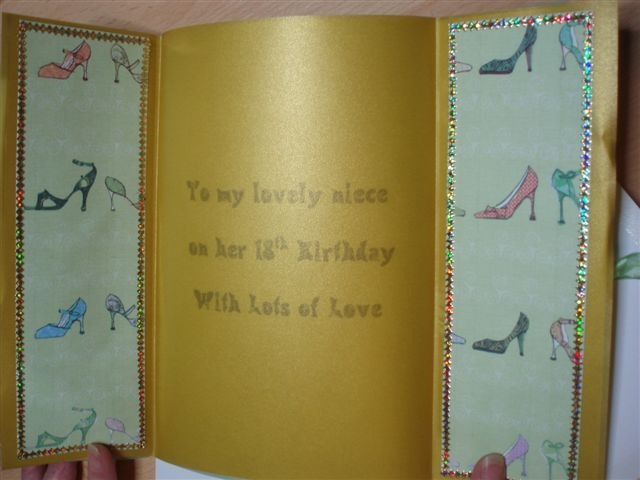 To my lovely niece
on her 18th Birthday
With Lots of Love